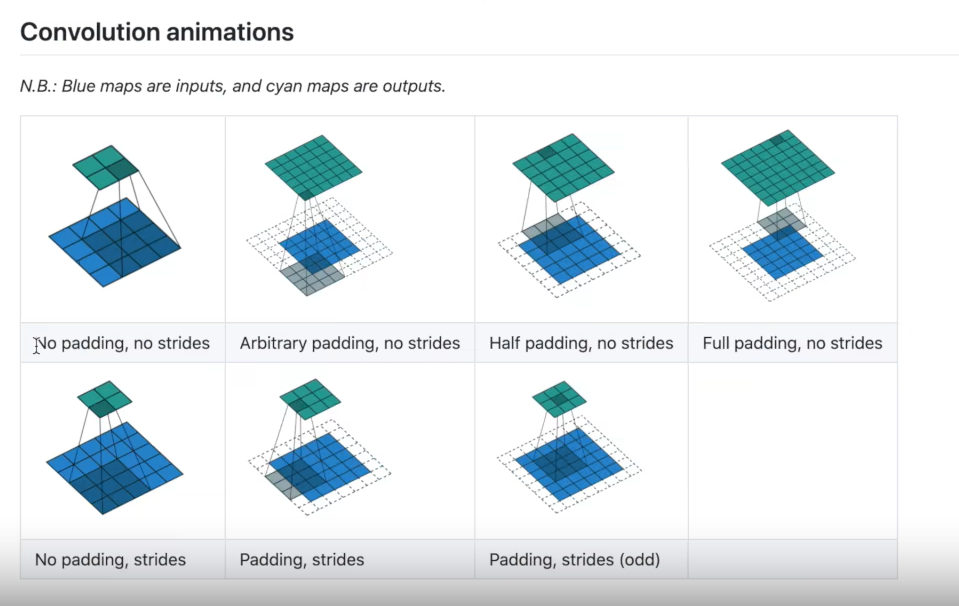 Convolution animations
N.B.: Blue maps are inputs, and cyan maps are outputs.
No padding, no strides
Arbitrary padding, no strides
Half padding, no strides
Full padding, no strides
No padding, strides
Padding, strides
Padding, strides (odd)